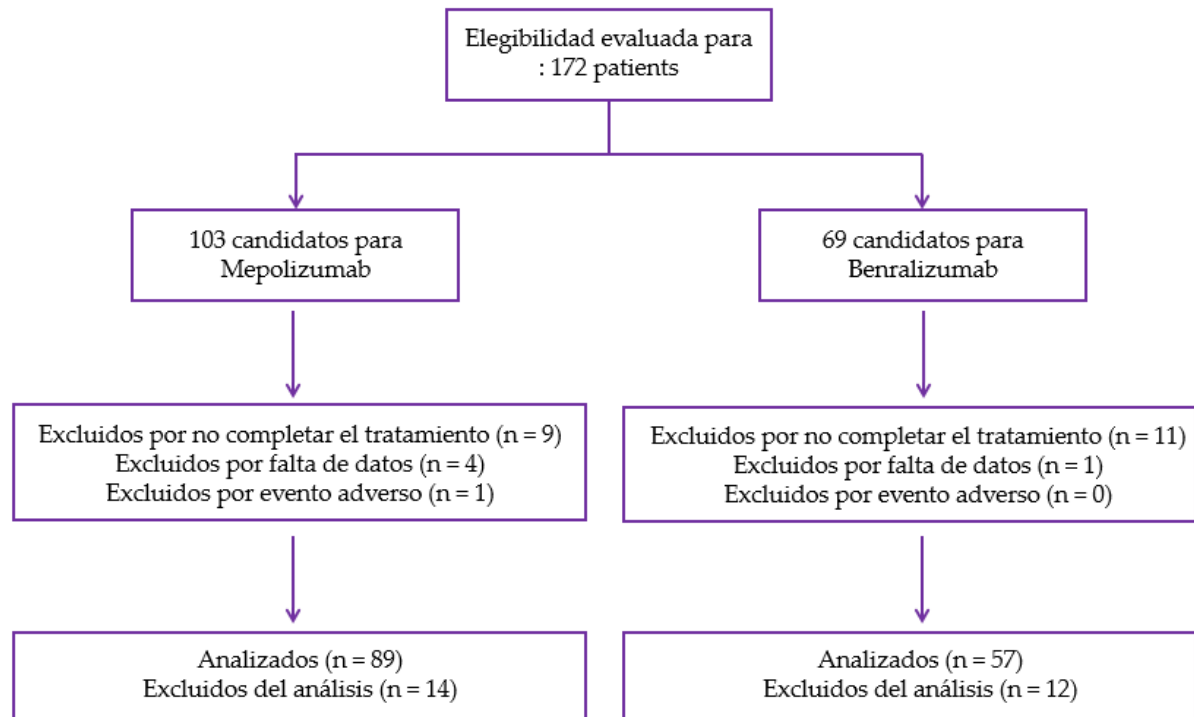 Elegibilidad evaluada para
: 172 patients
103 candidatos para
Mepolizumab
69 candidatos para
Benralizumab
Excluidos por no completar el tratamiento (n = 9)
Excluidos por falta de datos (n = 4)
Excluidos por evento adverso (n = 1)
Excluidos por no completar el tratamiento (n = 11)
Excluidos por falta de datos (n = 1)
Excluidos por evento adverso (n = 0)
Analizados (n = 89)
Excluidos del análisis (n = 14)
Analizados (n = 57)
Excluidos del análisis (n = 12)